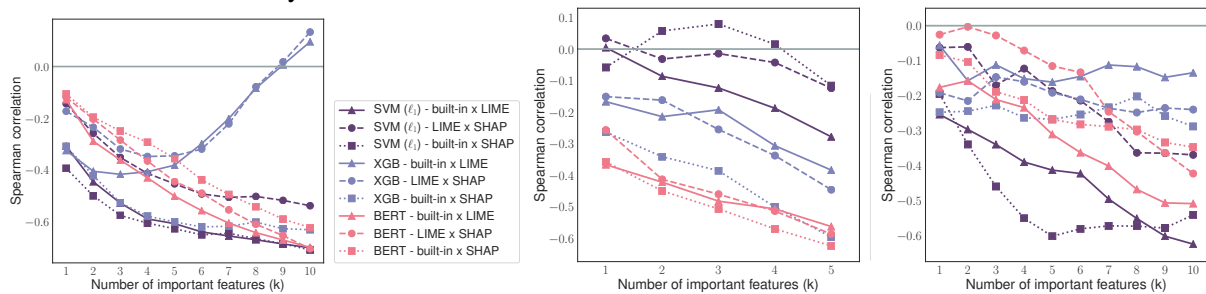 Spearman correlation
0.0
−0.2
−0.4
−0.6
1 2 3 4 5 6 7 8 9 10
Number of important features (k)
SVM (ℓ₁) - built-in x LIME
SVM (ℓ₁) - LIME x SHAP
SVM (ℓ₁) - built-in x SHAP
XGB - built-in x LIME
XGB - LIME x SHAP
XGB - built-in x SHAP
BERT - built-in x LIME
BERT - LIME x SHAP
BERT - built-in x SHAP
Spearman correlation
0.1
0.0
−0.1
−0.2
−0.3
−0.4
−0.5
−0.6
1 2 3 4 5
Number of important features (k)
Spearman correlation
0.0
−0.1
−0.2
−0.3
−0.4
−0.5
−0.6
1 2 3 4 5 6 7 8 9 10
Number of important features (k)